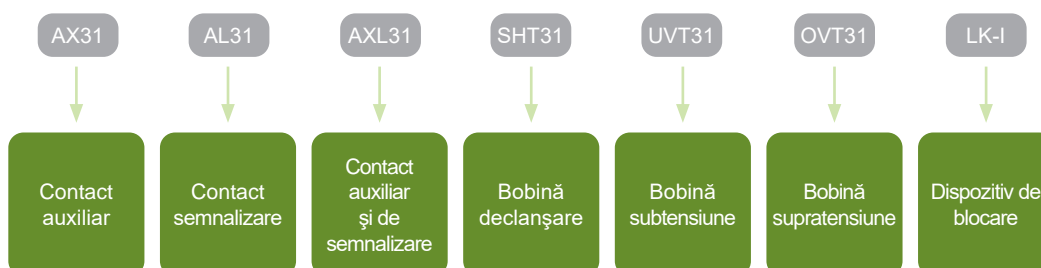 AX31
AL31
AXL31
SHT31
UVT31
OVT31
LK-I
Contact
auxiliar
Contact
semnalizare
Contact
auxiliar
şi de
semnalizare
Bobină
declanşare
Bobină
subtensiune
Bobină
supratensiune
Dispozitiv de
blocare